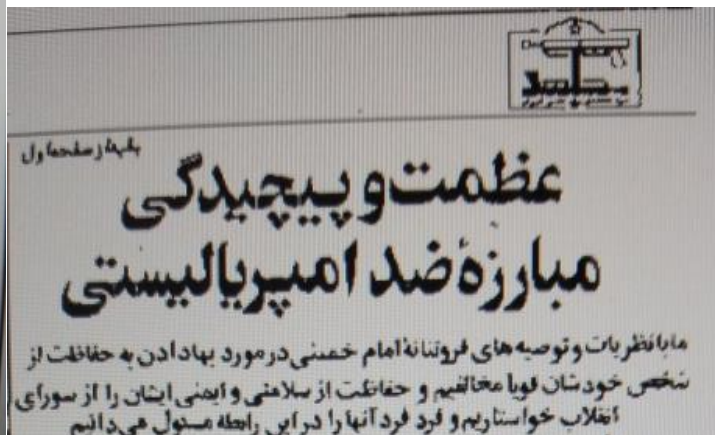 بقیه از صفحه اول
عظمت و پیچیدگی
مبارزهٔ ضد امپریالیستی
ما با نظریات و توصیه های فروتنانهٔ امام خمینی در مورد بها دادن به حفاظت از
شخص خودشان قویا مخالفیم و حفاظت از سلامتی و ایمنی ایشان را از شورای
انقلاب خواستاریم و فرد فرد آنها را در این رابطه مسئول می دانیم